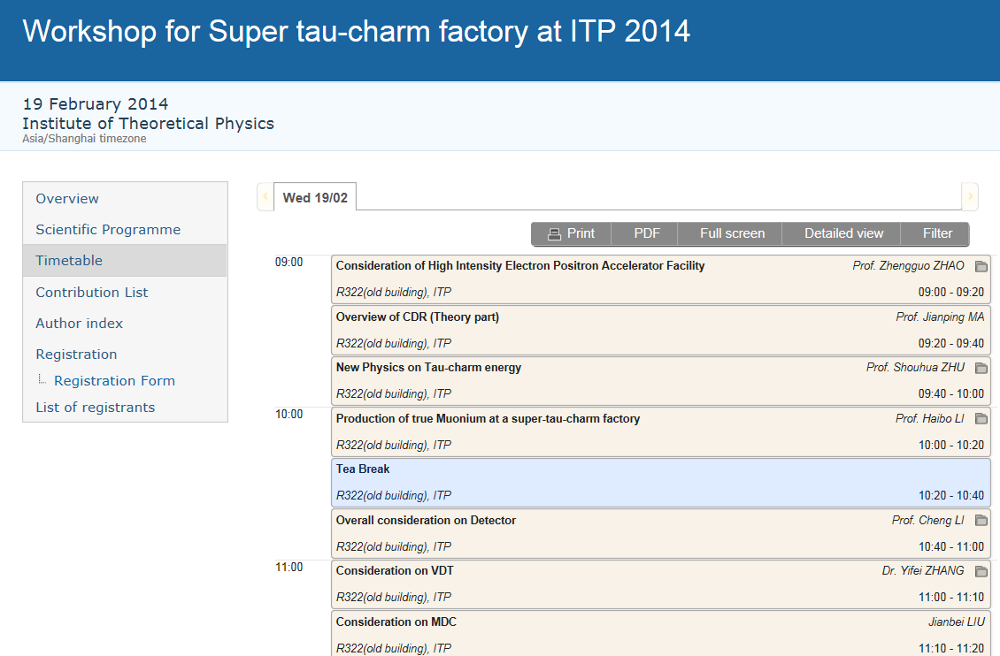 Workshop for Super tau-charm factory at ITP 2014
19 February 2014
Institute of Theoretical Physics
Asia/Shanghai timezone
Overview
Scientific Programme
Timetable
Contribution List
Author index
Registration
Registration Form
List of registrants
Wed 19/02
Print PDF Full screen Detailed view Filter
09:00
Consideration of High Intensity Electron Positron Accelerator Facility Prof. Zhengguo ZHAO
R322(old building), ITP 09:00 - 09:20
Overview of CDR (Theory part) Prof. Jianping MA
R322(old building), ITP 09:20 - 09:40
New Physics on Tau-charm energy Prof. Shouhua ZHU
R322(old building), ITP 09:40 - 10:00
10:00
Production of true Muonium at a super-tau-charm factory Prof. Haibo LI
R322(old building), ITP 10:00 - 10:20
Tea Break
R322(old building), ITP 10:20 - 10:40
Overall consideration on Detector Prof. Cheng LI
R322(old building), ITP 10:40 - 11:00
11:00
Consideration on VDT Dr. Yifei ZHANG
R322(old building), ITP 11:00 - 11:10
Consideration on MDC Jianbei LIU
R322(old building), ITP 11:10 - 11:20